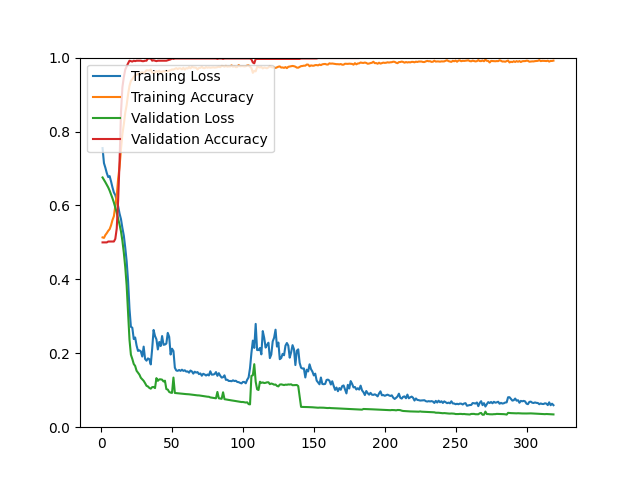 1.0
0.8
0.6
0.4
0.2
0.0
Training Loss
Training Accuracy
Validation Loss
Validation Accuracy
0 50 100 150 200 250 300